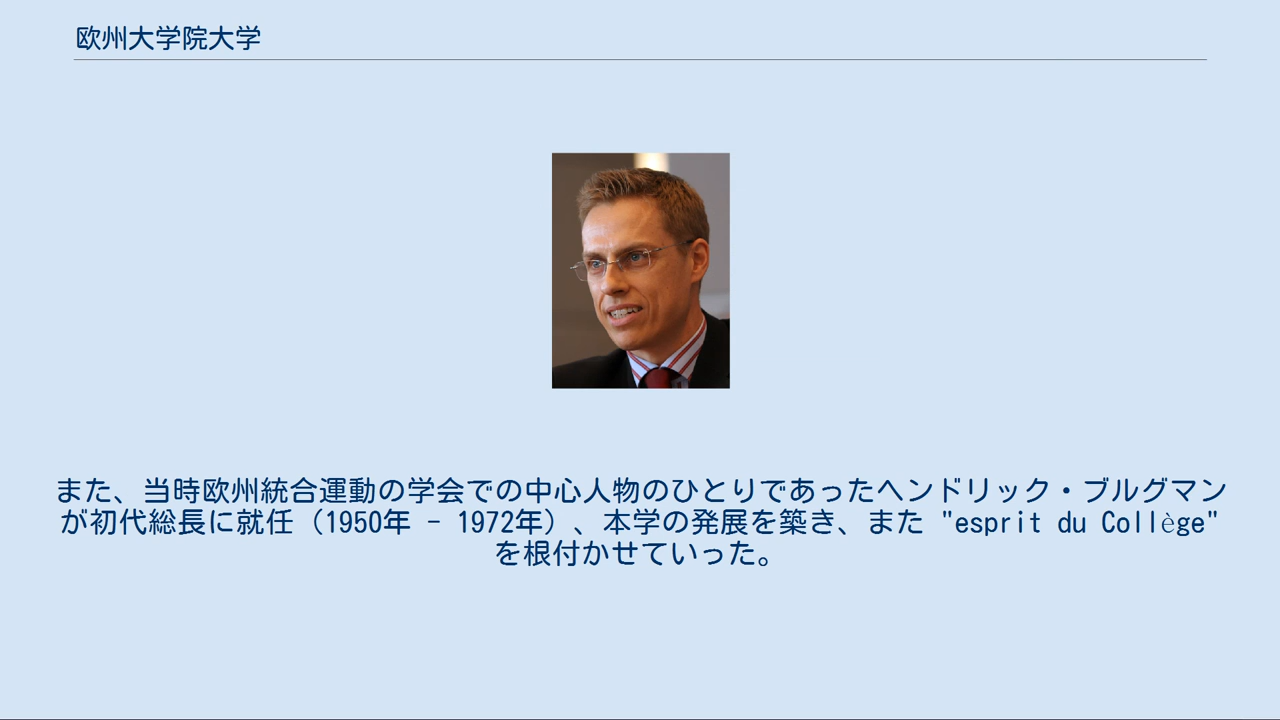 欧州大学院大学
また、当時欧州統合運動の学会での中心人物のひとりであったヘンドリック・ブルグマン
が初代総長に就任（1950年 - 1972年）、本学の発展を築き、また "esprit du Collège"
を根付かせていった。